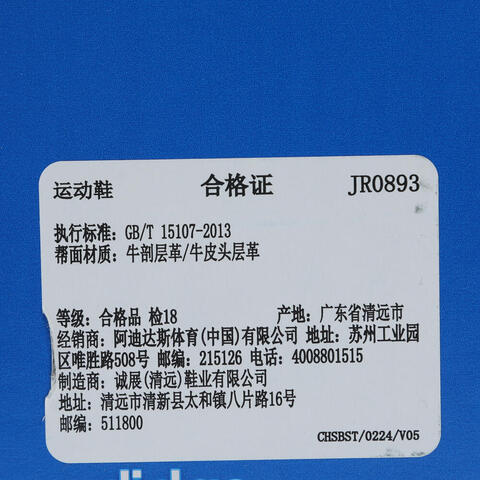 运动鞋 合格证 JR0893
执行标准: GB/T 15107-2013
帮面材质: 牛剖层革/牛皮头层革
等级: 合格品 检18 产地: 广东省清远市
经销商: 阿迪达斯体育(中国)有限公司 地址: 苏州工业园
区唯胜路508号 邮编: 215126 电话: 4008801515
制造商: 诚展(清远)鞋业有限公司
地址: 清远市清新县太和镇八片路16号
邮编: 511800
CHSBST/0224/V05